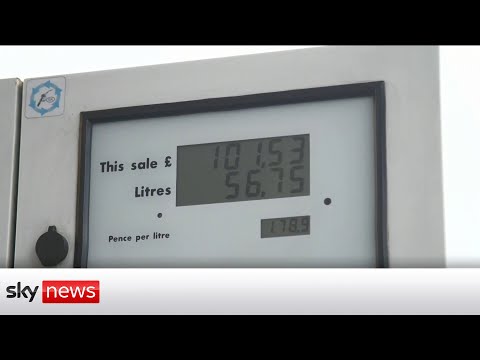 This sale £ 101.53
Litres 56.75
Pence per litre 178.9
sky news